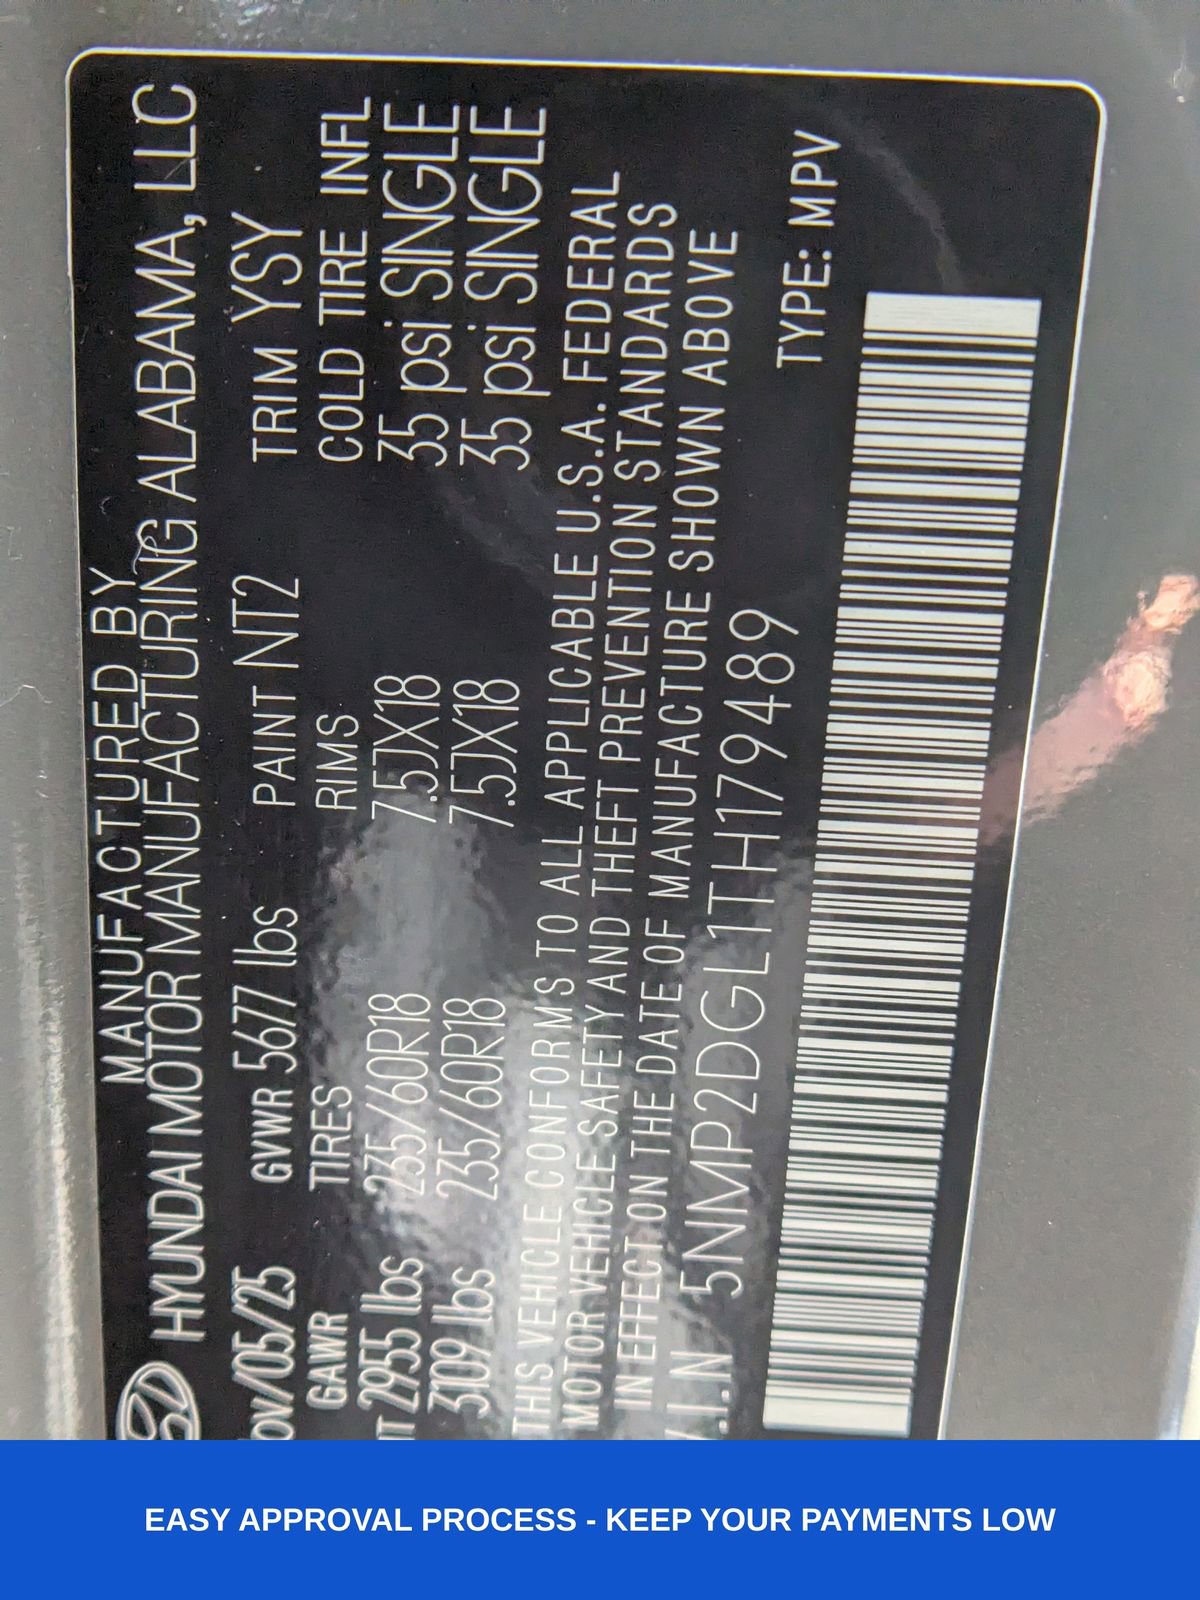 MANUFACTURED BY
HYUNDAI MOTOR MANUFACTURING ALABAMA, LLC
OV/05/25 GVWR 5677 lbs PAINT NT2 TRIM YSY
GAWR TIRES RIMS COLD TIRE INFL
T 2955 lbs 235/60R18 7.5JX18 35 psi SINGLE
3109 lbs 235/60R18 7.5JX18 35 psi SINGLE
THIS VEHICLE CONFORMS TO ALL APPLICABLE U.S.A. FEDERAL
MOTOR VEHICLE SAFETY AND THEFT PREVENTION STANDARDS
IN EFFECT ON THE DATE OF MANUFACTURE SHOWN ABOVE
V.I.N 5NMP2DGL1TH179489 TYPE: MPV
EASY APPROVAL PROCESS - KEEP YOUR PAYMENTS LOW